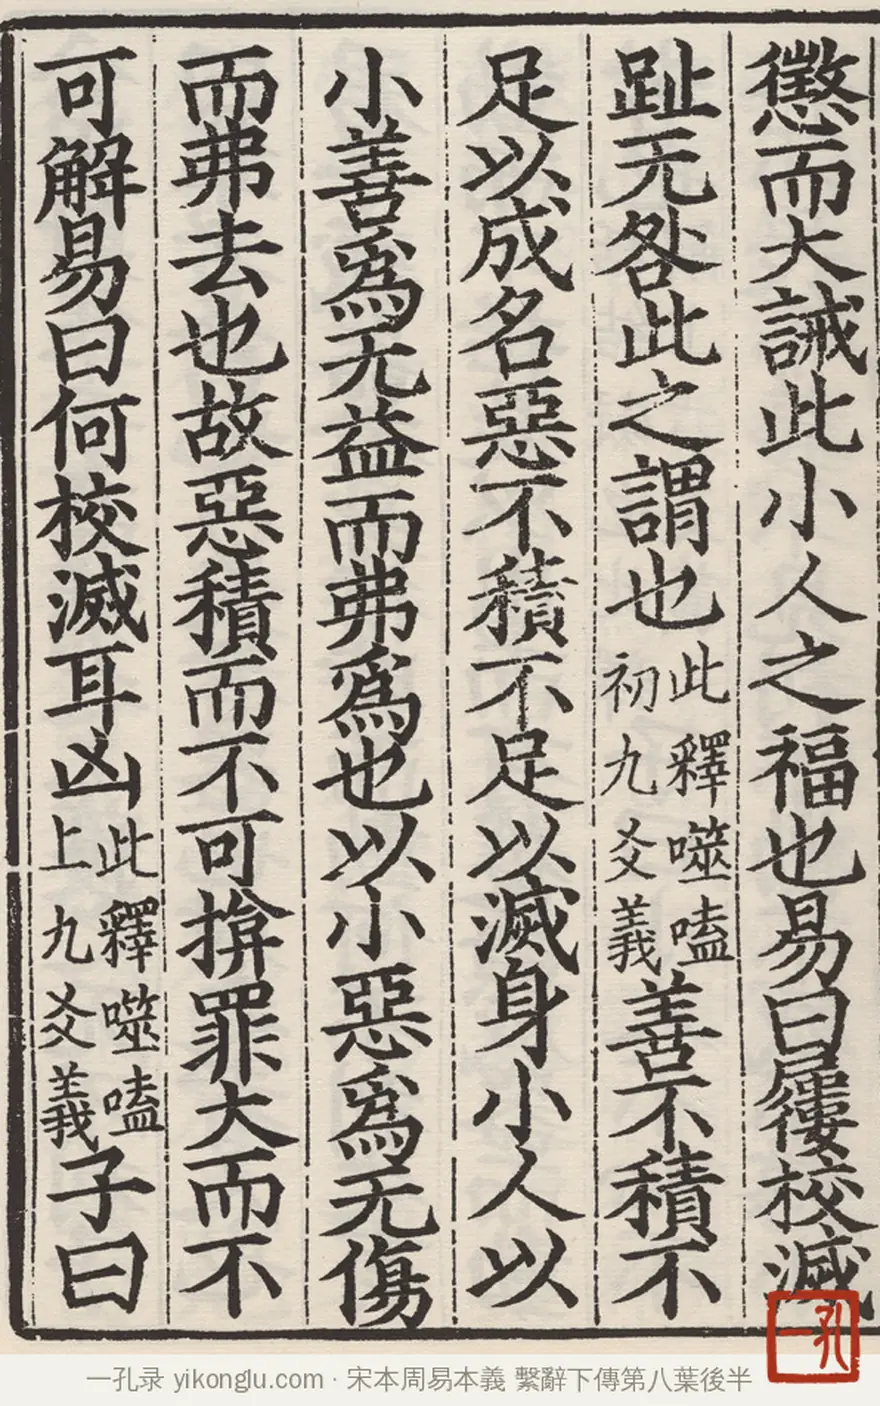 懲而大誡此小人之福也易曰屨校滅
趾无咎此之謂也此釋噬嗑初九爻義善不積不
足以成名惡不積不足以滅身小人以
小善爲无益而弗爲也以小惡爲无傷
而弗去也故惡積而不可揜罪大而不
可解易曰何校滅耳凶此釋噬嗑上九爻義子曰
一孔
一孔录 yikonglu.com · 宋本周易本義 繫辭下傳第八葉後半